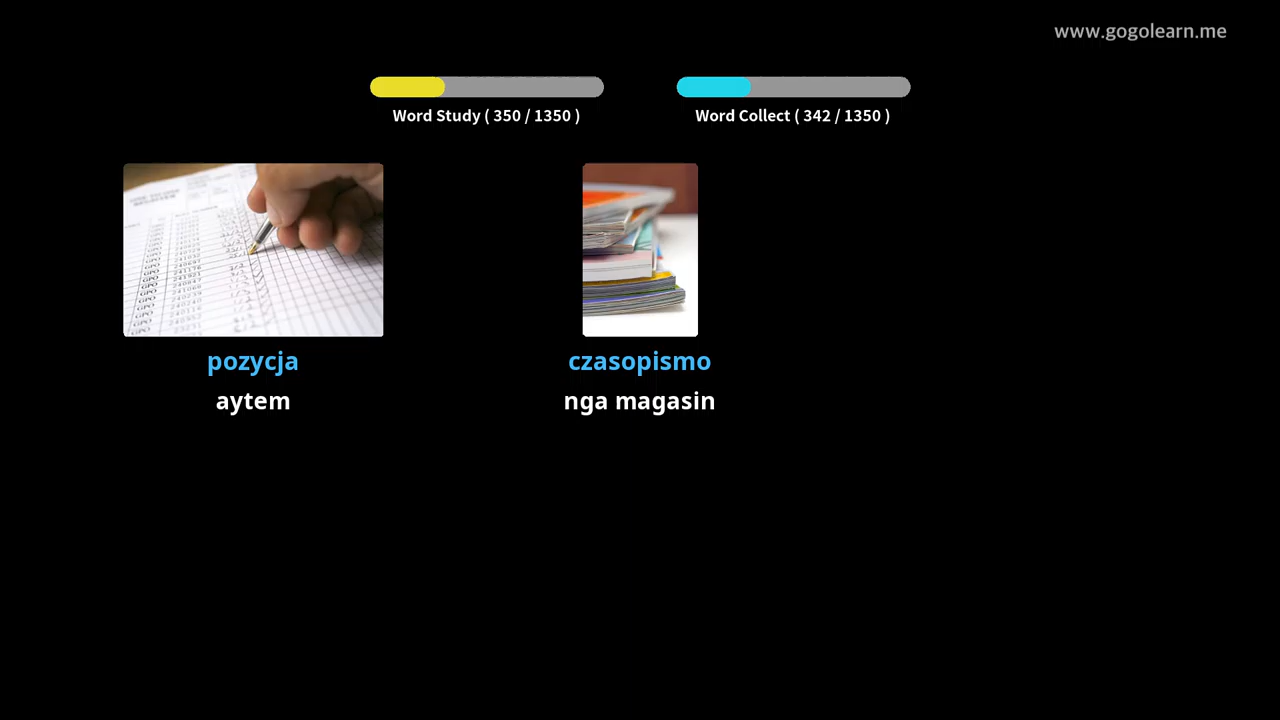 www.gogolearn.me
Word Study ( 350 / 1350 )
Word Collect ( 342 / 1350 )
pozycja
czasopismo
aytem
nga magasin